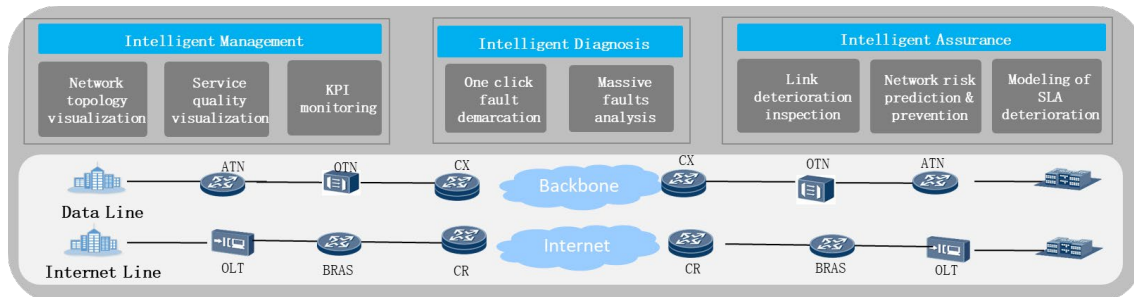 Intelligent Management
Intelligent Diagnosis
Intelligent Assurance
Network
topology
visualization
Service
quality
visualization
KPI
monitoring
One click
fault
demarcation
Massive
faults
analysis
Link
deterioration
inspection
Network risk
prediction &
prevention
Modeling of
SLA
deterioration
ATN
OTN
CX
Backbone
CX
OTN
ATN
Data Line
Internet
Internet Line
OLT
BRAS
CR
CR
BRAS
OLT